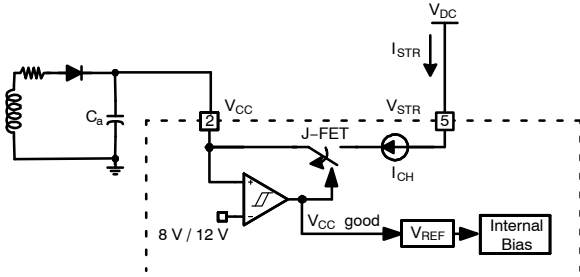 V_DC
I_STR
C_a
V_CC
V_STR
2
5
J-FET
I_CH
+
−
8 V / 12 V
V_CC good
V_REF
Internal
Bias